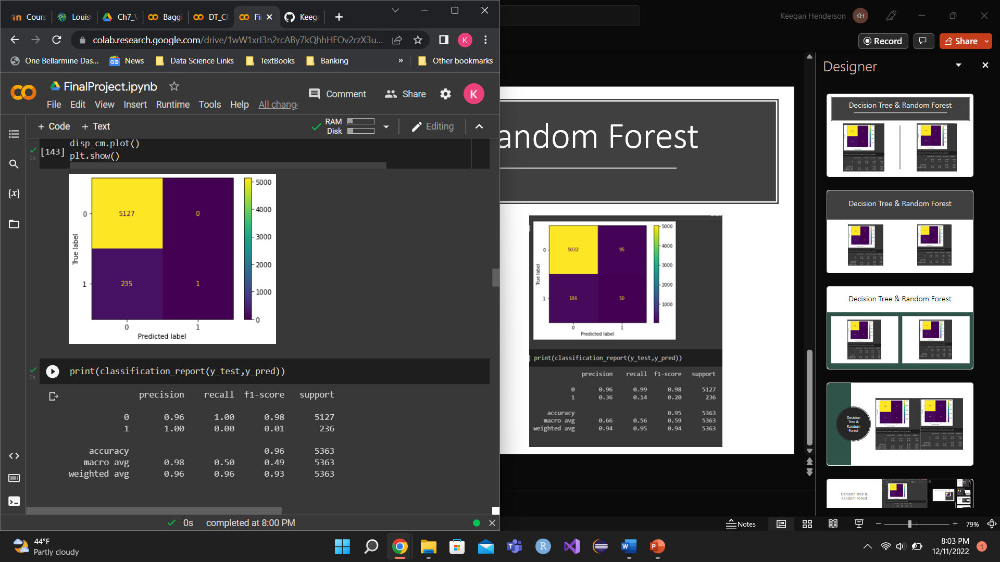 Cours
Louis
Ch7_
Baggi
DT_Cl
Fi
Keega
colab.research.google.com/drive/1wW1xrI3n2rcABy7kQhhHFOv2rzX3u...
K
One Bellarmine Das...
News
Data Science Links
TextBooks
Banking
»
Other bookmarks
FinalProject.ipynb
Comment
Share
K
File Edit View Insert Runtime Tools Help All chang
+ Code + Text
RAM
Disk
Editing
[143]
0s
disp_cm.plot()
plt.show()
5127 0
235 1
0
1
True label
0 1
Predicted label
5000
4000
3000
2000
1000
0
0s
print(classification_report(y_test,y_pred))
precision recall f1-score support
0 0.96 1.00 0.98 5127
1 1.00 0.00 0.01 236
accuracy 0.96 5363
macro avg 0.98 0.50 0.49 5363
weighted avg 0.96 0.96 0.93 5363
0s completed at 8:00 PM
Keegan Henderson
KH
Record
Share
andom Forest
5032 95
186 50
0
1
True label
0 1
Predicted label
5000
4000
3000
2000
1000
print(classification_report(y_test,y_pred))
precision recall f1-score support
0 0.96 0.99 0.98 5127
1 0.36 0.14 0.20 236
accuracy 0.95 5363
macro avg 0.66 0.56 0.59 5363
weighted avg 0.94 0.95 0.94 5363
Designer
Decision Tree & Random Forest
Decision Tree & Random Forest
Decision Tree & Random Forest
Decision
Tree &
Random
Forest
Decision Tree &
Random Forest
Notes
79%
44°F
Partly cloudy
8:03 PM
12/11/2022
1